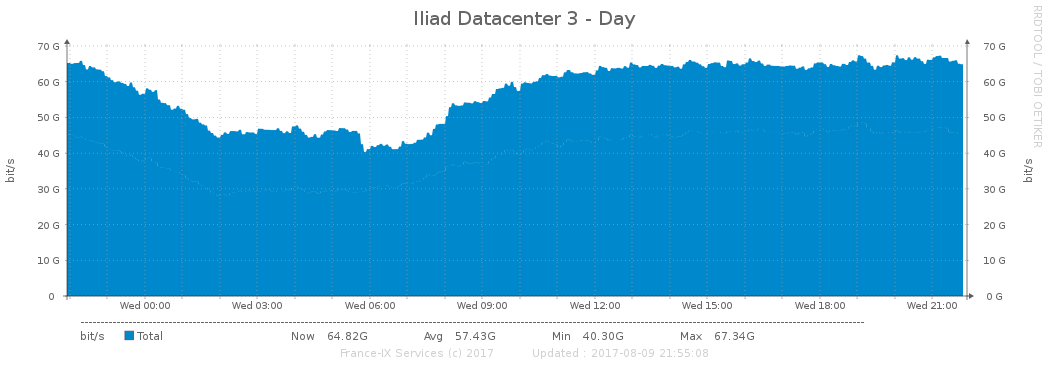 Iliad Datacenter 3 - Day
RRDTOOL / TOBI OETIKER
bit/s
70 G
60 G
50 G
40 G
30 G
20 G
10 G
0
70 G
60 G
50 G
40 G
30 G
20 G
10 G
0 G
bit/s
Wed 00:00 Wed 03:00 Wed 06:00 Wed 09:00 Wed 12:00 Wed 15:00 Wed 18:00 Wed 21:00
bit/s Total Now 64.82G Avg 57.43G Min 40.30G Max 67.34G
France-IX Services (c) 2017 Updated : 2017-08-09 21:55:08